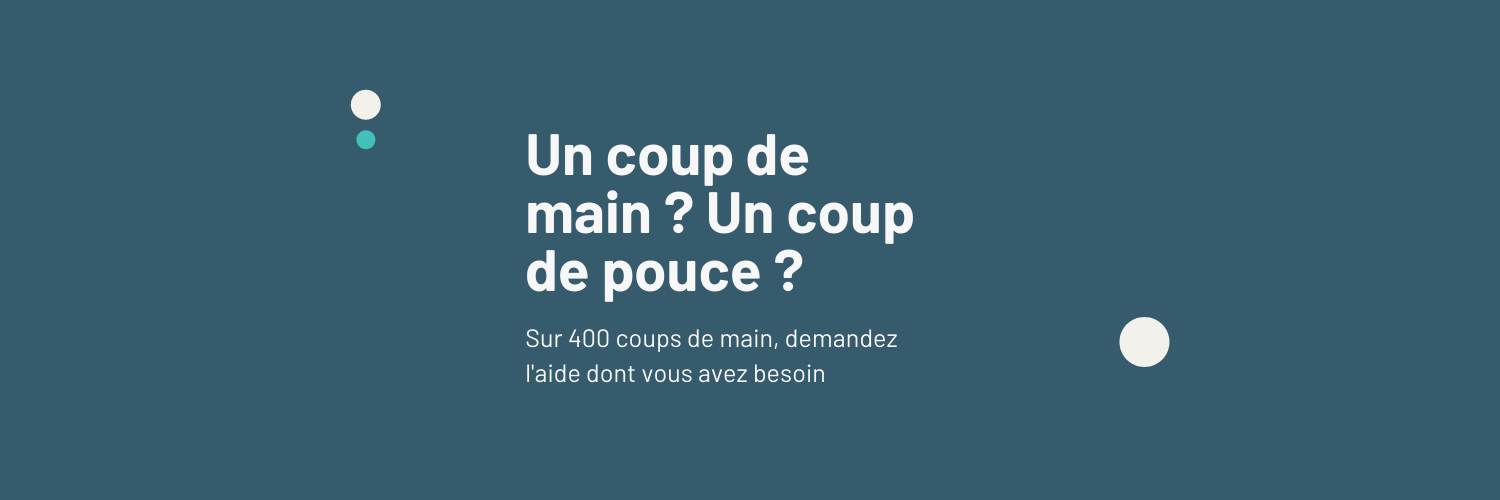 Un coup de
main ? Un coup
de pouce ?
Sur 400 coups de main, demandez
l'aide dont vous avez besoin